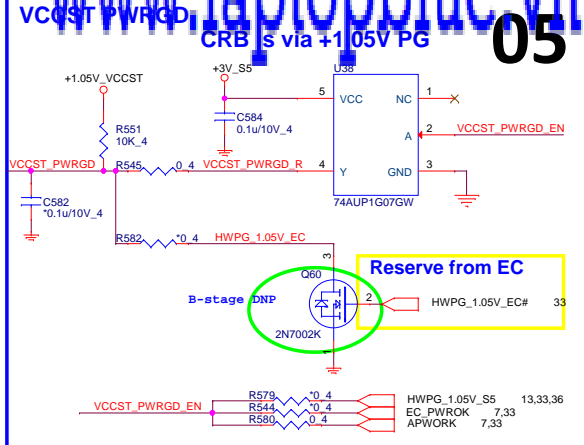 VCCST PWRGD
CRB is via +1.05V PG
05
+1.05V_VCCST
+3V_S5
U38
R551
10K_4
C584
0.1u/10V_4
5
VCC
NC
1
A
2
VCCST_PWRGD_EN
VCCST_PWRGD
R545
0_4
VCCST_PWRGD_R
4
Y
GND
3
74AUP1G07GW
C582
*0.1u/10V_4
R582
*0_4
HWPG_1.05V_EC
3
Q60
Reserve from EC
B-stage DNP
2
HWPG_1.05V_EC#
33
2N7002K
1
VCCST_PWRGD_EN
R579
*0_4
HWPG_1.05V_S5
13,33,36
R544
*0_4
EC_PWROK
7,33
R580
0_4
APWORK
7,33